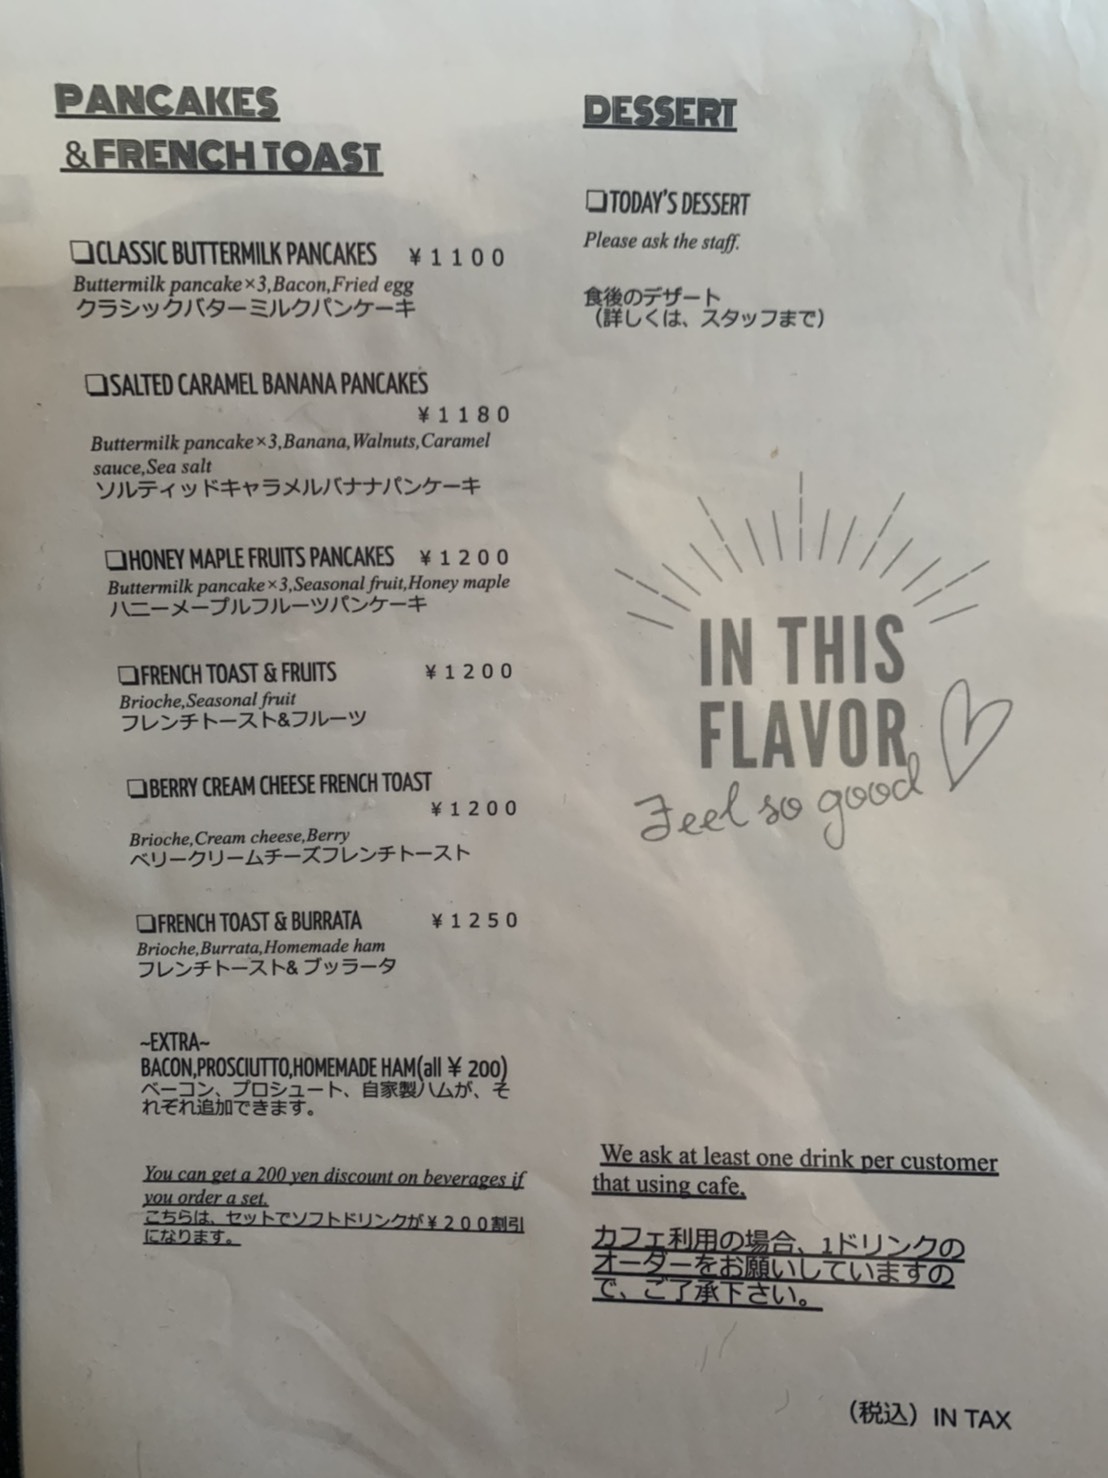 PANCAKES
&FRENCH TOAST
❏CLASSIC BUTTERMILK PANCAKES ¥1100
Buttermilk pancake×3,Bacon,Fried egg
クラシックバターミルクパンケーキ
❏SALTED CARAMEL BANANA PANCAKES
¥1180
Buttermilk pancake×3,Banana,Walnuts,Caramel
sauce,Sea salt
ソルティッドキャラメルバナナパンケーキ
❏HONEY MAPLE FRUITS PANCAKES ¥1200
Buttermilk pancake×3,Seasonal fruit,Honey maple
ハニーメープルフルーツパンケーキ
❏FRENCH TOAST & FRUITS ¥1200
Brioche,Seasonal fruit
フレンチトースト&フルーツ
❏BERRY CREAM CHEESE FRENCH TOAST
¥1200
Brioche,Cream cheese,Berry
ベリークリームチーズフレンチトースト
❏FRENCH TOAST & BURRATA ¥1250
Brioche,Burrata,Homemade ham
フレンチトースト& ブッラータ
~EXTRA~
BACON,PROSCIUTTO,HOMEMADE HAM(all ¥ 200)
ベーコン、プロシュート、自家製ハムが、そ
れぞれ追加できます。
You can get a 200 yen discount on beverages if
you order a set.
こちらは、セットでソフトドリンクが¥200割引
になります。
DESSERT
❏TODAY'S DESSERT
Please ask the staff.
食後のデザート
（詳しくは、スタッフまで）
IN THIS
FLAVOR
Feel so good
We ask at least one drink per customer
that using cafe.
カフェ利用の場合、1ドリンクの
オーダーをお願いしていますの
で、ご了承下さい。
（税込）IN TAX